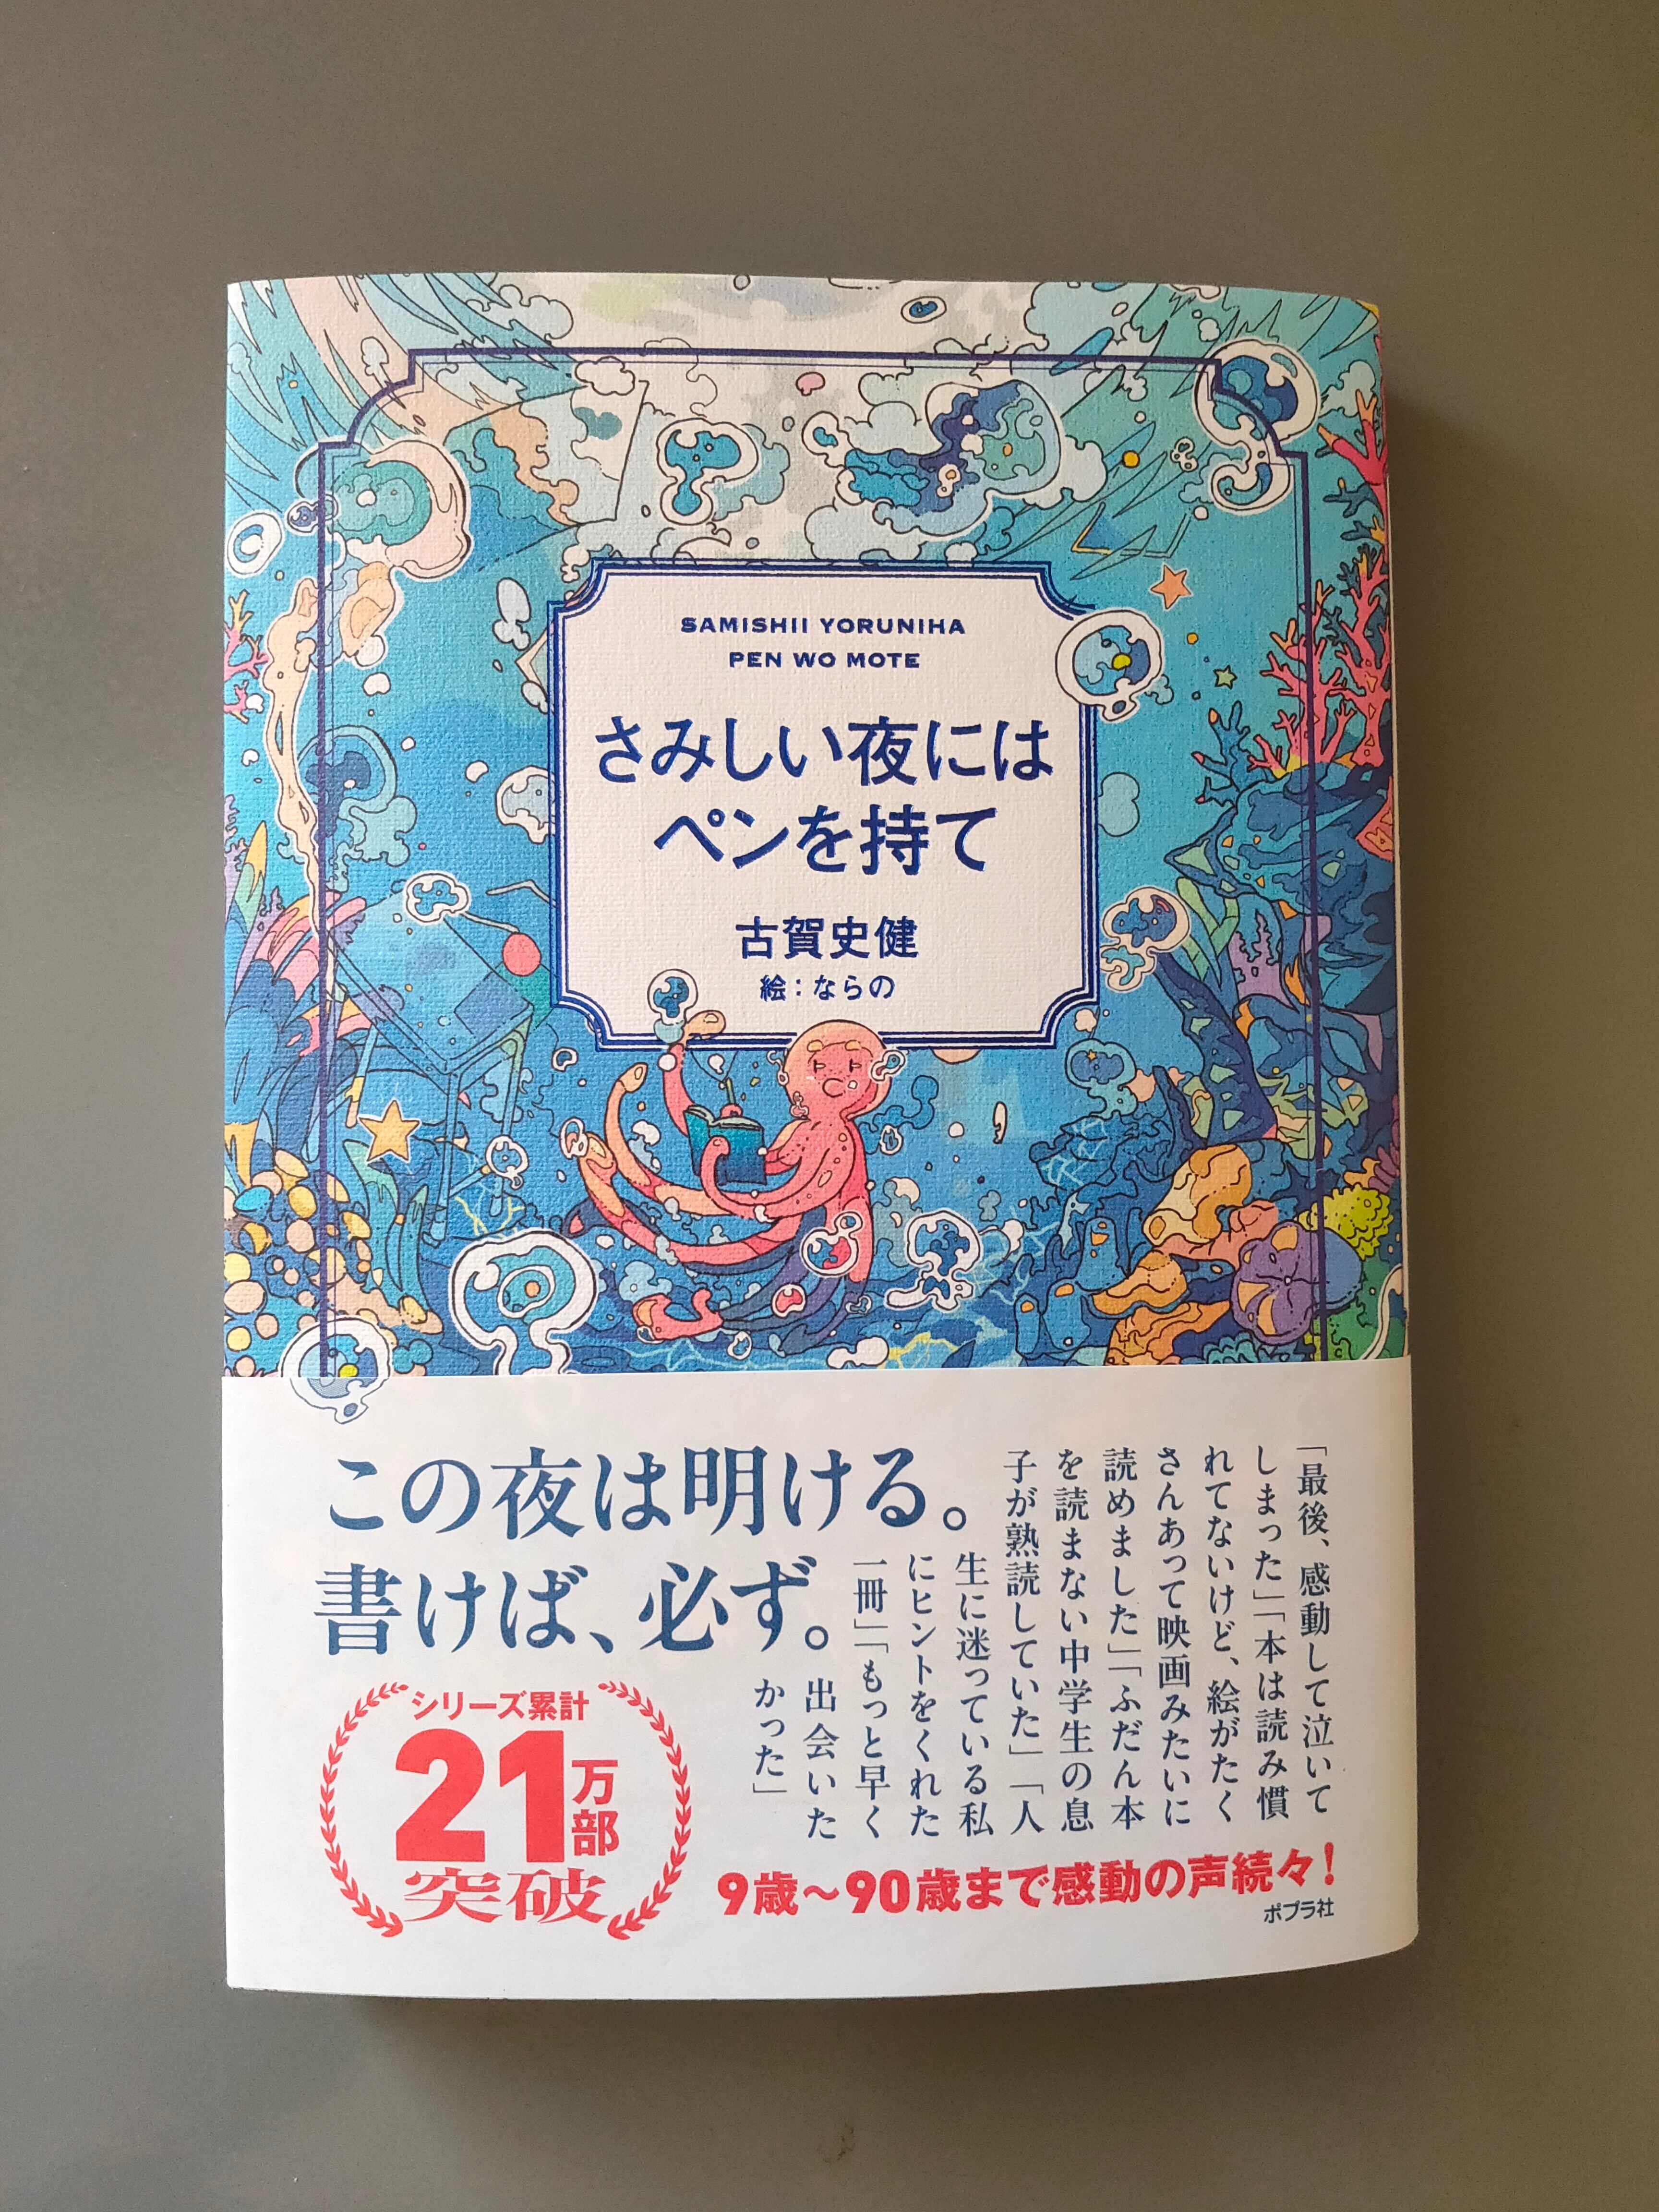 SAMISHII YORUNIHA
PEN WO MOTE
さみしい夜には
ペンを持て
古賀史健
絵：ならの
この夜は明ける。
書けば、必ず。
「最後、感動して泣いて
しまった」「本は読み慣
れてないけど、絵がたく
さんあって映画みたいに
読めました」「ふだん本
を読まない中学生の息
子が熟読していた」「人
生に迷っている私
にヒントをくれた
一冊」「もっと早く
出会いた
かった」
シリーズ累計
21万部
突破
9歳～90歳まで感動の声続々！
ポプラ社